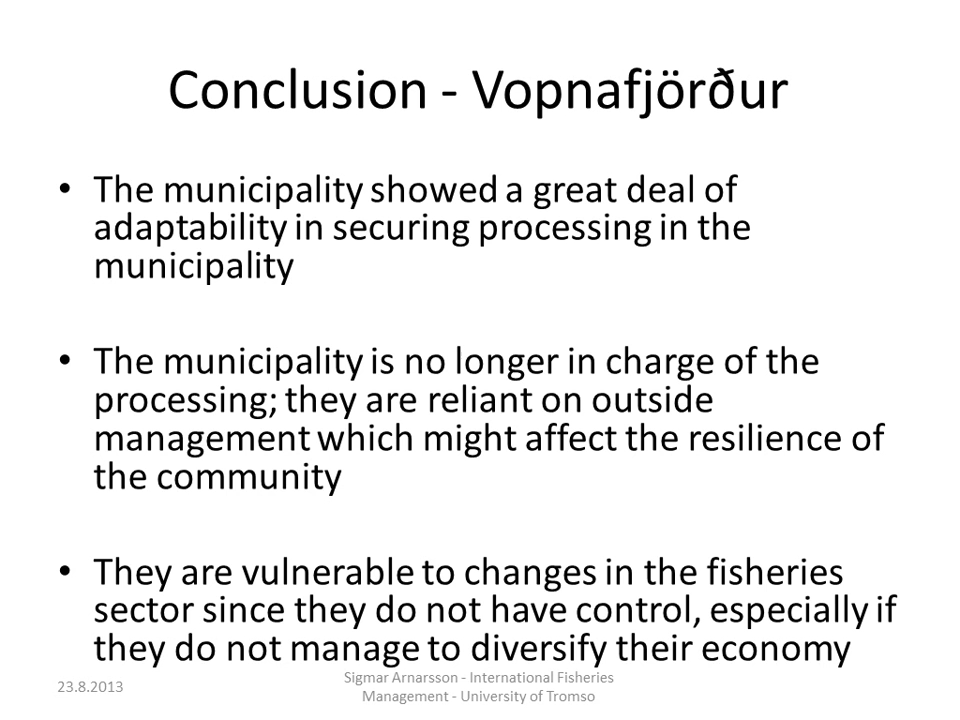 Conclusion - Vopnafjörður
• The municipality showed a great deal of
adaptability in securing processing in the
municipality
• The municipality is no longer in charge of the
processing; they are reliant on outside
management which might affect the resilience of
the community
• They are vulnerable to changes in the fisheries
sector since they do not have control, especially if
they do not manage to diversify their economy
23.8.2013
Sigmar Arnarsson - International Fisheries
Management - University of Tromso